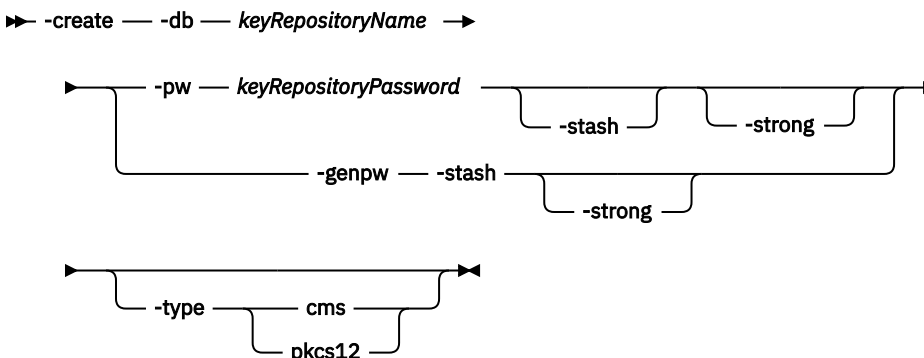 -create -db keyRepositoryName
-pw keyRepositoryPassword
-stash -strong
-genpw -stash
-strong
-type cms
pkcs12